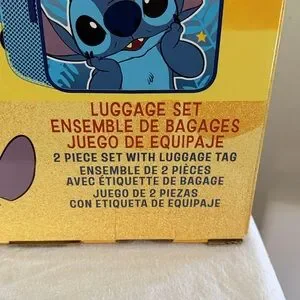 LUGGAGE SET
ENSEMBLE DE BAGAGES
JUEGO DE EQUIPAJE
2 PIECE SET WITH LUGGAGE TAG
ENSEMBLE DE 2 PIÈCES
AVEC ÉTIQUETTE DE BAGAGE
JUEGO DE 2 PIEZAS
CON ETIQUETA DE EQUIPAJE